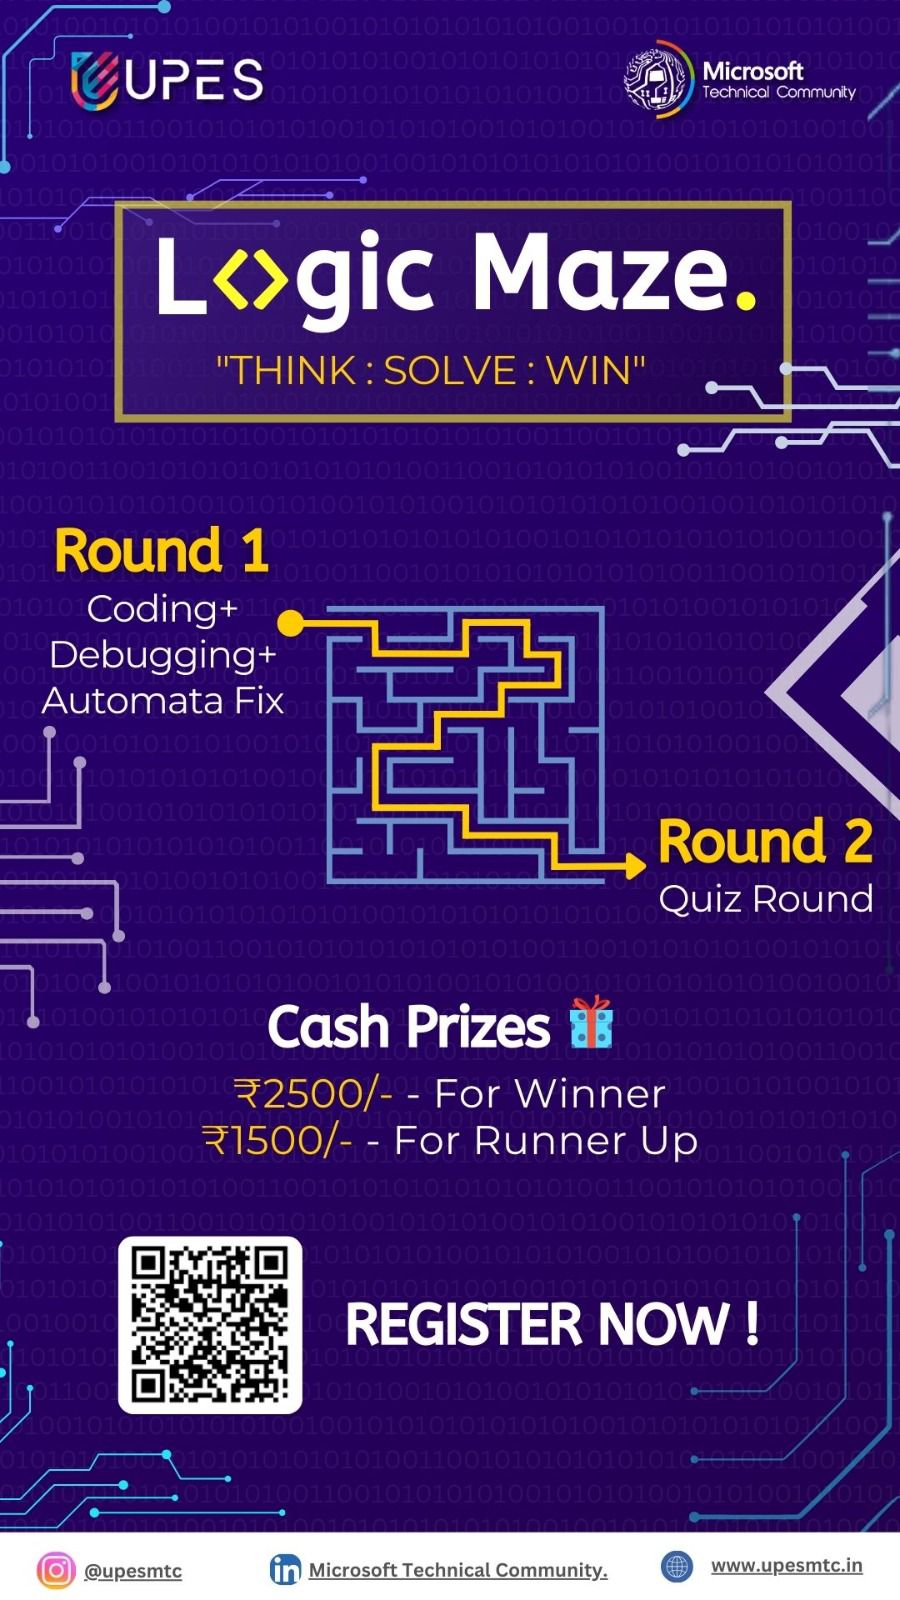 UPES
Microsoft
Technical Community
L<>gic Maze.
"THINK : SOLVE : WIN"
Round 1
Coding+
Debugging+
Automata Fix
Round 2
Quiz Round
Cash Prizes
₹2500/- - For Winner
₹1500/- - For Runner Up
REGISTER NOW !
@upesmtc
Microsoft Technical Community.
www.upesmtc.in